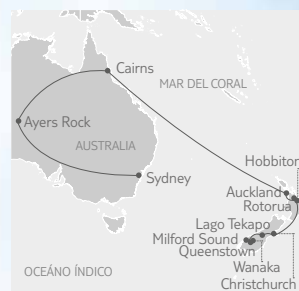 Cairns
MAR DEL CORAL
Ayers Rock
AUSTRALIA
Hobbiton
Sydney
Auckland
Rotorua
Lago Tekapo
Milford Sound
Queenstown
OCEÁNO ÍNDICO
Wanaka
Christchurch